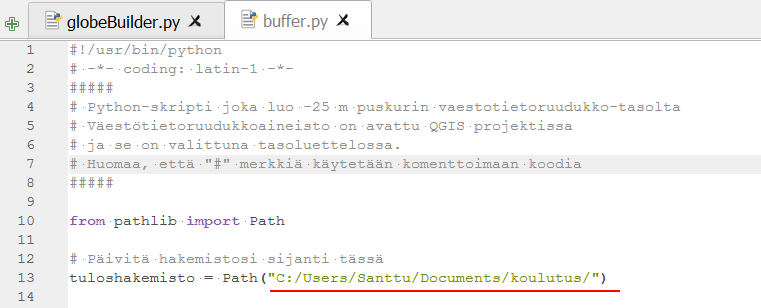 globeBuilder.py
buffer.py
1 #!/usr/bin/python
2 # -*- coding: latin-1 -*-
3 #####
4 # Python-skripti joka luo -25 m puskurin vaestotietoruudukko-tasolta
5 # Väestötietoruudukkoaineisto on avattu QGIS projektissa
6 # ja se on valittuna tasoluettelossa.
7 # Huomaa, että "#" merkkiä käytetään komenttoimaan koodia
8 #####
9
10 from pathlib import Path
11
12 # Päivitä hakemistosi sijanti tässä
13 tuloshakemisto = Path("C:/Users/Santtu/Documents/koulutus/")
14